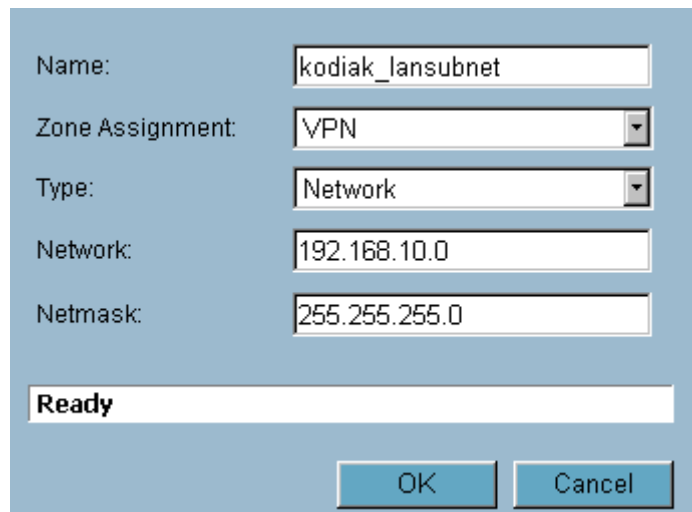 Name: kodiak_lansubnet
Zone Assignment: VPN
Type: Network
Network: 192.168.10.0
Netmask: 255.255.255.0
Ready
OK Cancel